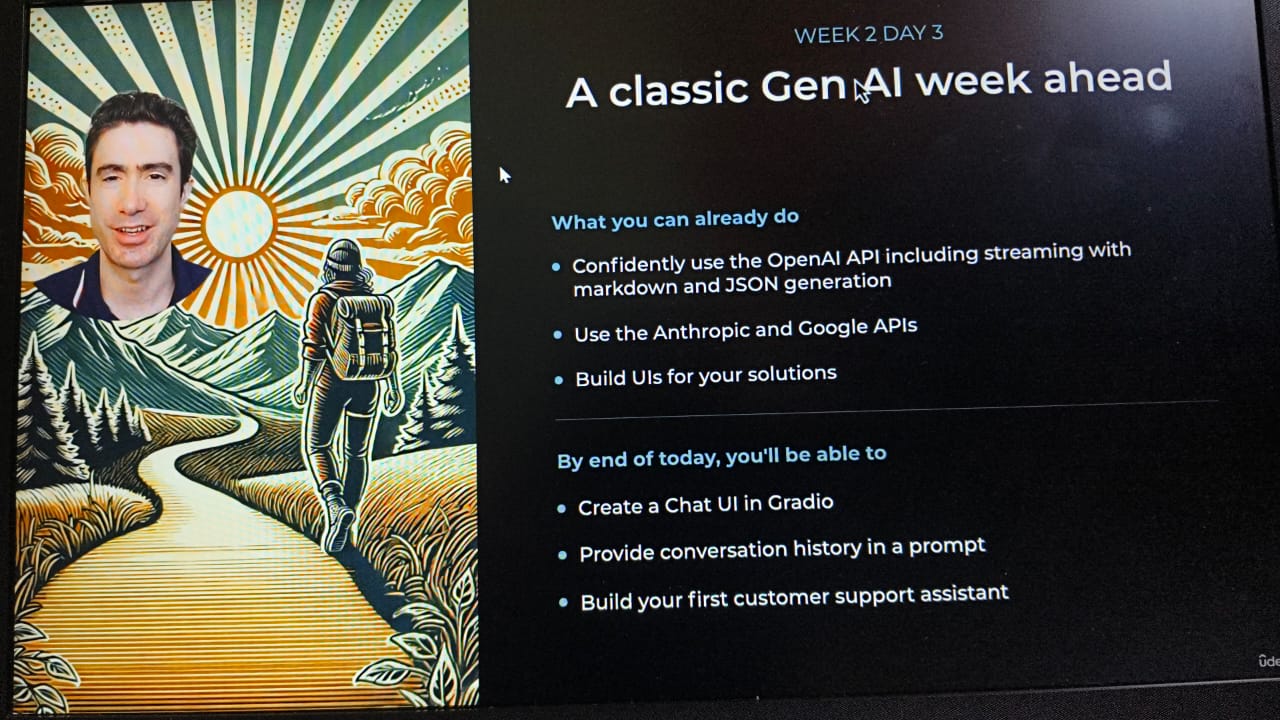 WEEK 2 DAY 3
A classic Gen AI week ahead
What you can already do
Confidently use the OpenAI API including streaming with
markdown and JSON generation
Use the Anthropic and Google APIs
Build UIs for your solutions
By end of today, you'll be able to
Create a Chat UI in Gradio
Provide conversation history in a prompt
Build your first customer support assistant